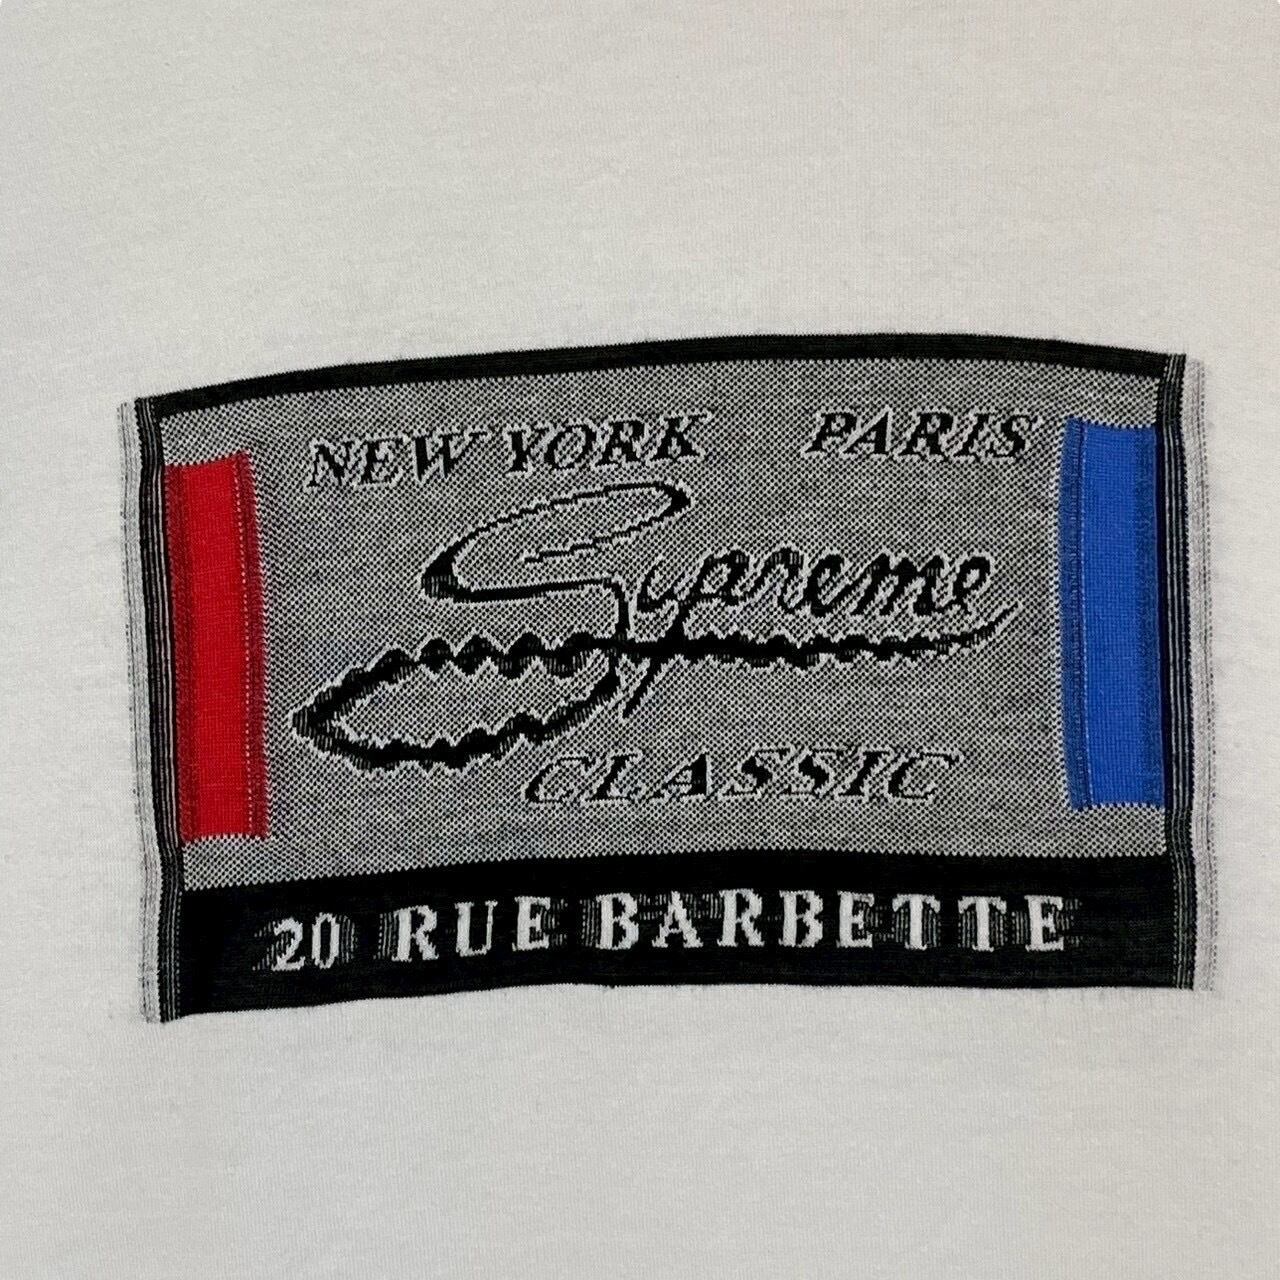 NEW YORK PARIS
Supreme
CLASSIC
20 RUE BARBETTE